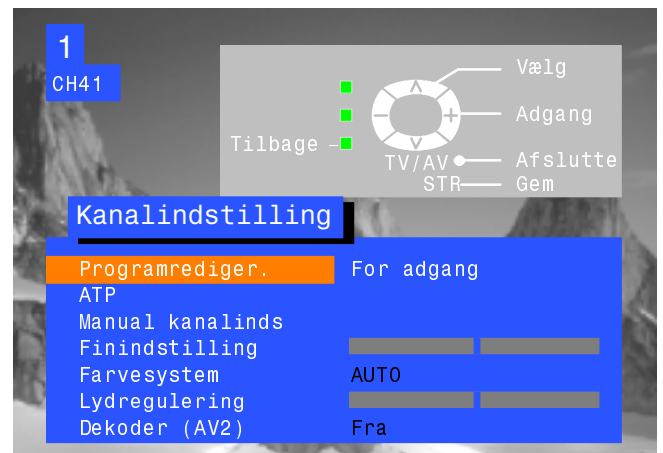 1
CH41
Vælg
Adgang
Tilbage
TV/AV
Afslutte
STR
Gem
Kanalindstilling
Programrediger. For adgang
ATP
Manual kanalinds
Finindstilling
Farvesystem AUTO
Lydregulering
Dekoder (AV2) Fra